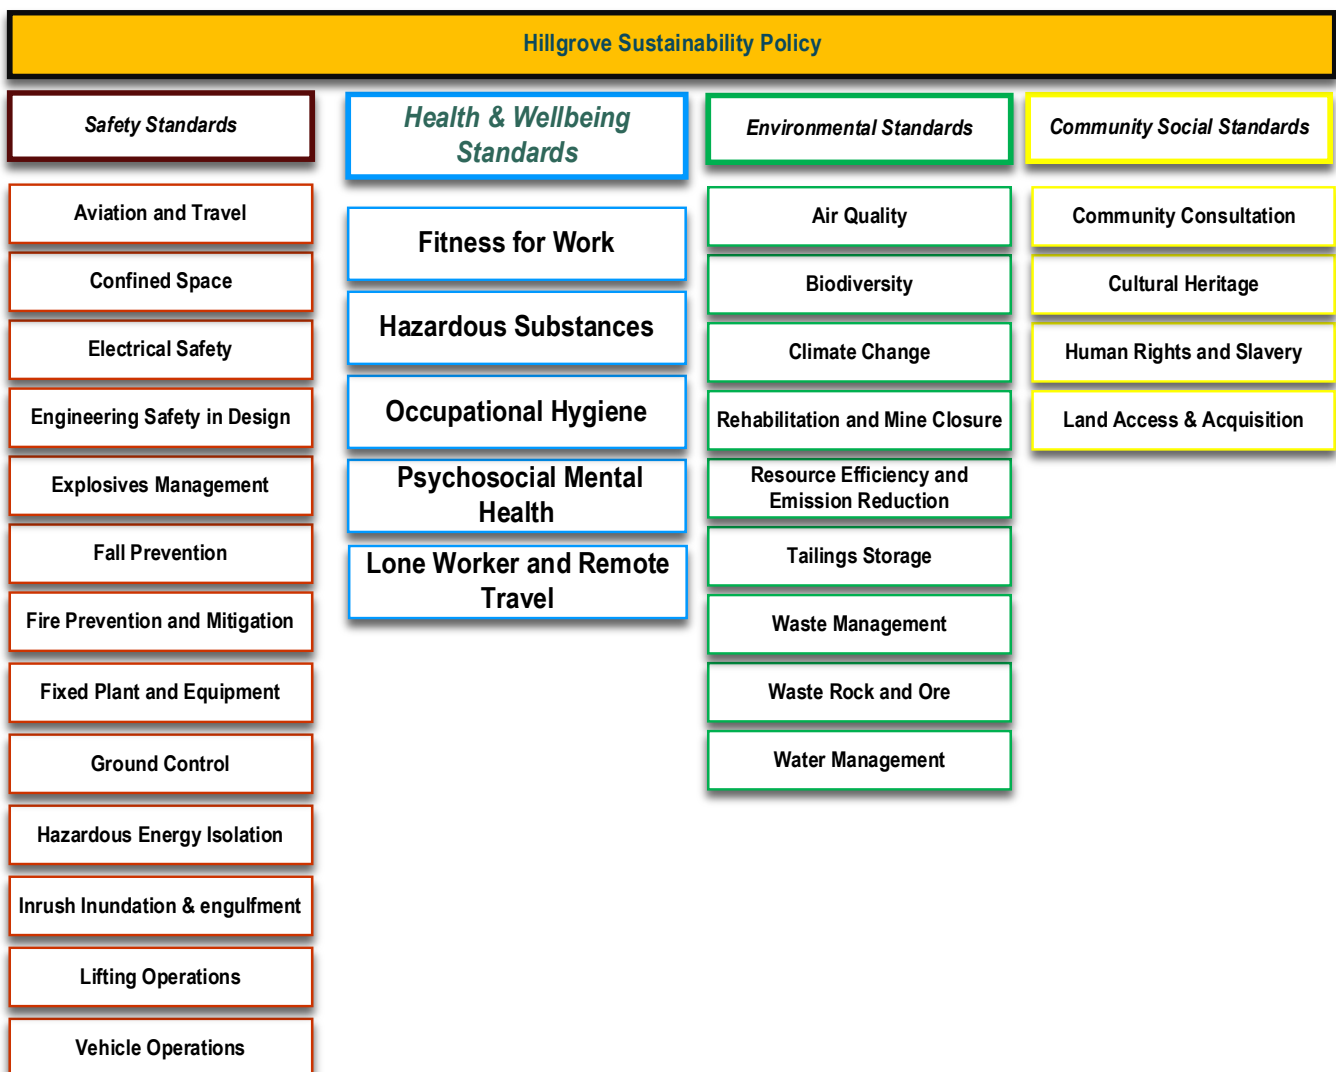 Hillgrove Sustainability Policy
Safety Standards
Aviation and Travel
Confined Space
Electrical Safety
Engineering Safety in Design
Explosives Management
Fall Prevention
Fire Prevention and Mitigation
Fixed Plant and Equipment
Ground Control
Hazardous Energy Isolation
Inrush Inundation & engulfment
Lifting Operations
Vehicle Operations
Health & Wellbeing
Standards
Fitness for Work
Hazardous Substances
Occupational Hygiene
Psychosocial Mental
Health
Lone Worker and Remote
Travel
Environmental Standards
Air Quality
Biodiversity
Climate Change
Rehabilitation and Mine Closure
Resource Efficiency and
Emission Reduction
Tailings Storage
Waste Management
Waste Rock and Ore
Water Management
Community Social Standards
Community Consultation
Cultural Heritage
Human Rights and Slavery
Land Access & Acquisition